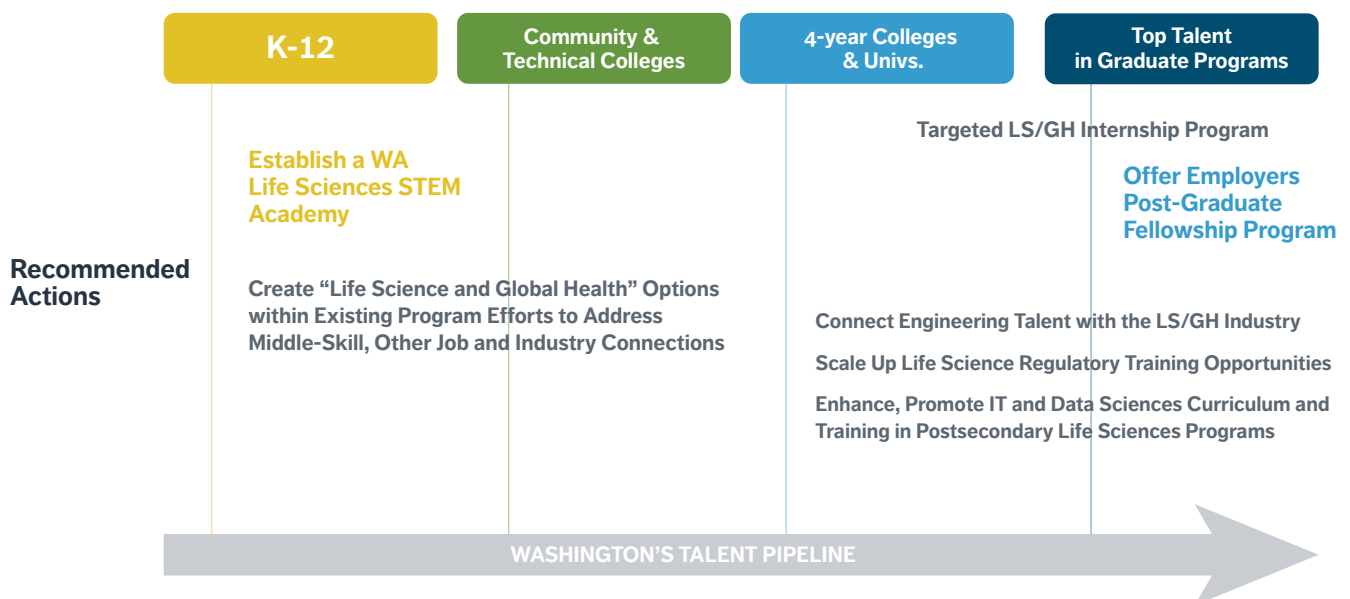 K-12
Community &
Technical Colleges
4-year Colleges
& Univs.
Top Talent
in Graduate Programs
Recommended
Actions
Establish a WA
Life Sciences STEM
Academy
Create “Life Science and Global Health” Options
within Existing Program Efforts to Address
Middle-Skill, Other Job and Industry Connections
Targeted LS/GH Internship Program
Offer Employers
Post-Graduate
Fellowship Program
Connect Engineering Talent with the LS/GH Industry
Scale Up Life Science Regulatory Training Opportunities
Enhance, Promote IT and Data Sciences Curriculum and
Training in Postsecondary Life Sciences Programs
WASHINGTON’S TALENT PIPELINE